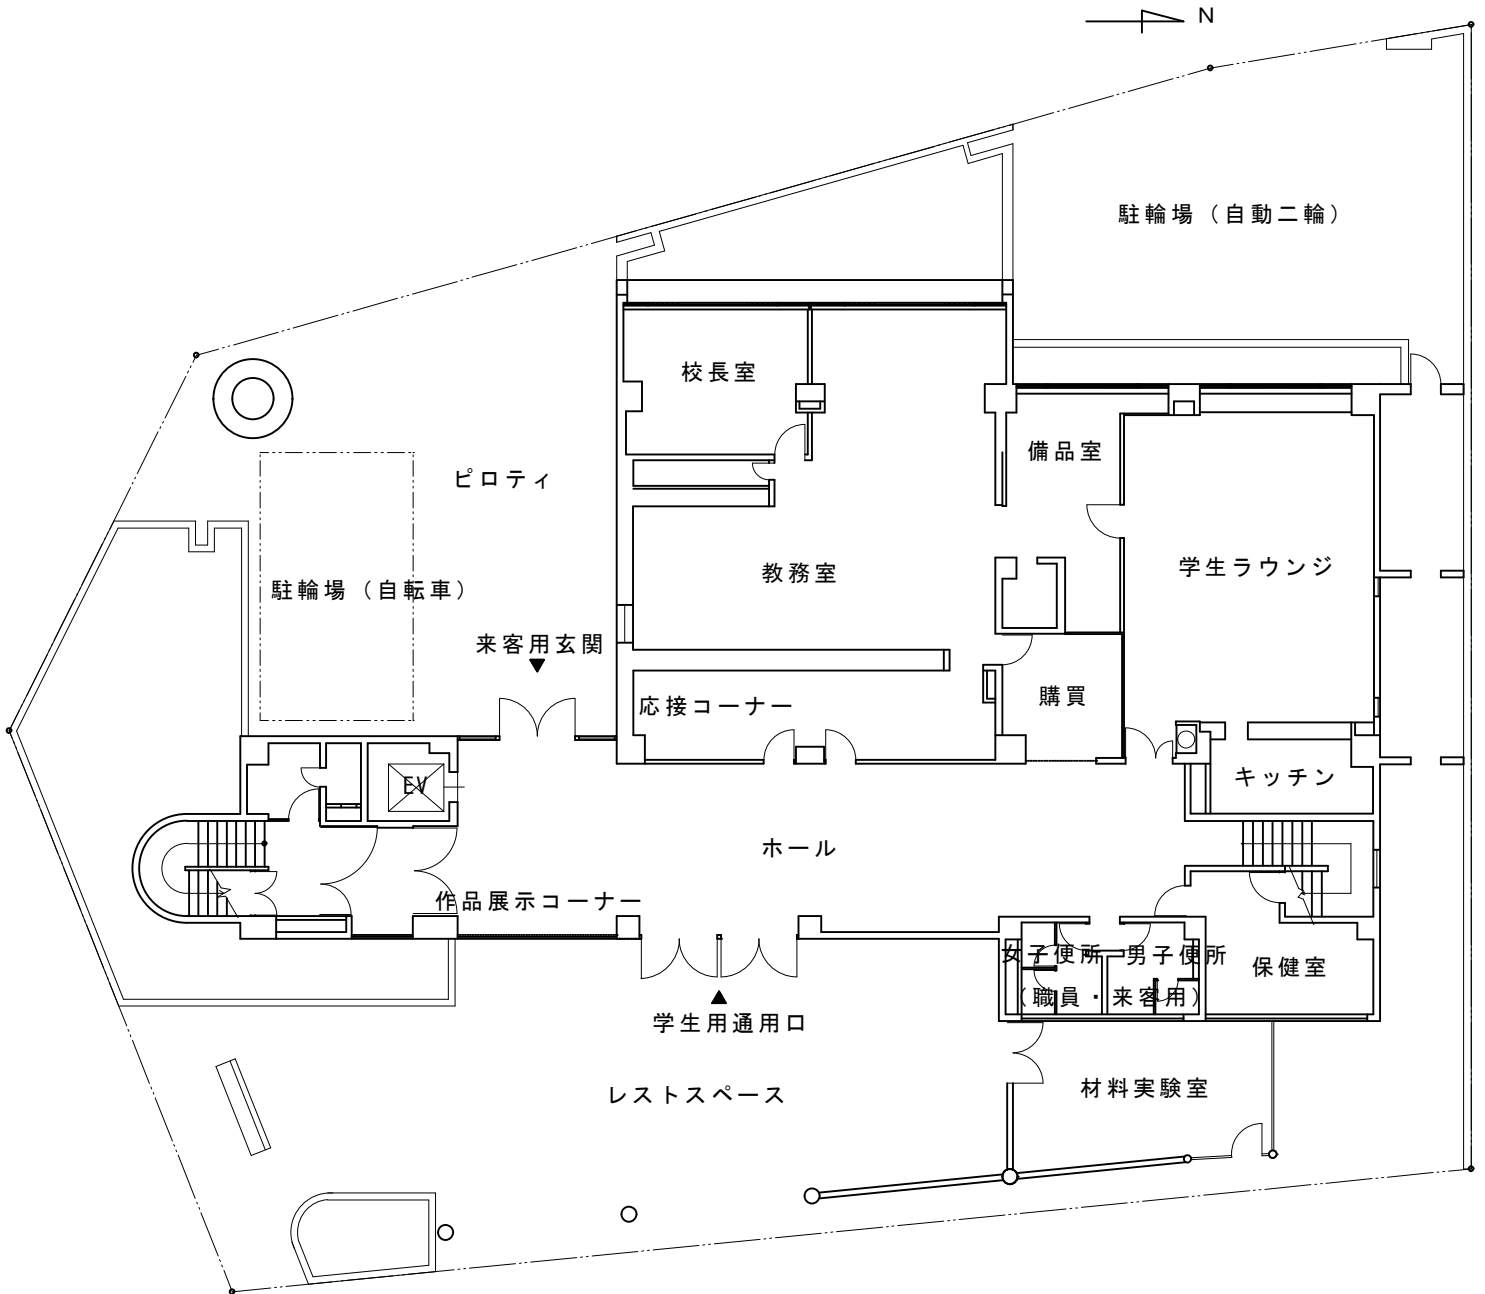 N
駐輪場（自動二輪）
校長室
備品室
ピロティ
学生ラウンジ
教務室
駐輪場（自転車）
来客用玄関
購買
応接コーナー
キッチン
EV
ホール
作品展示コーナー
女子便所
男子便所
保健室
（職員・来客用）
学生用通用口
材料実験室
レストスペース